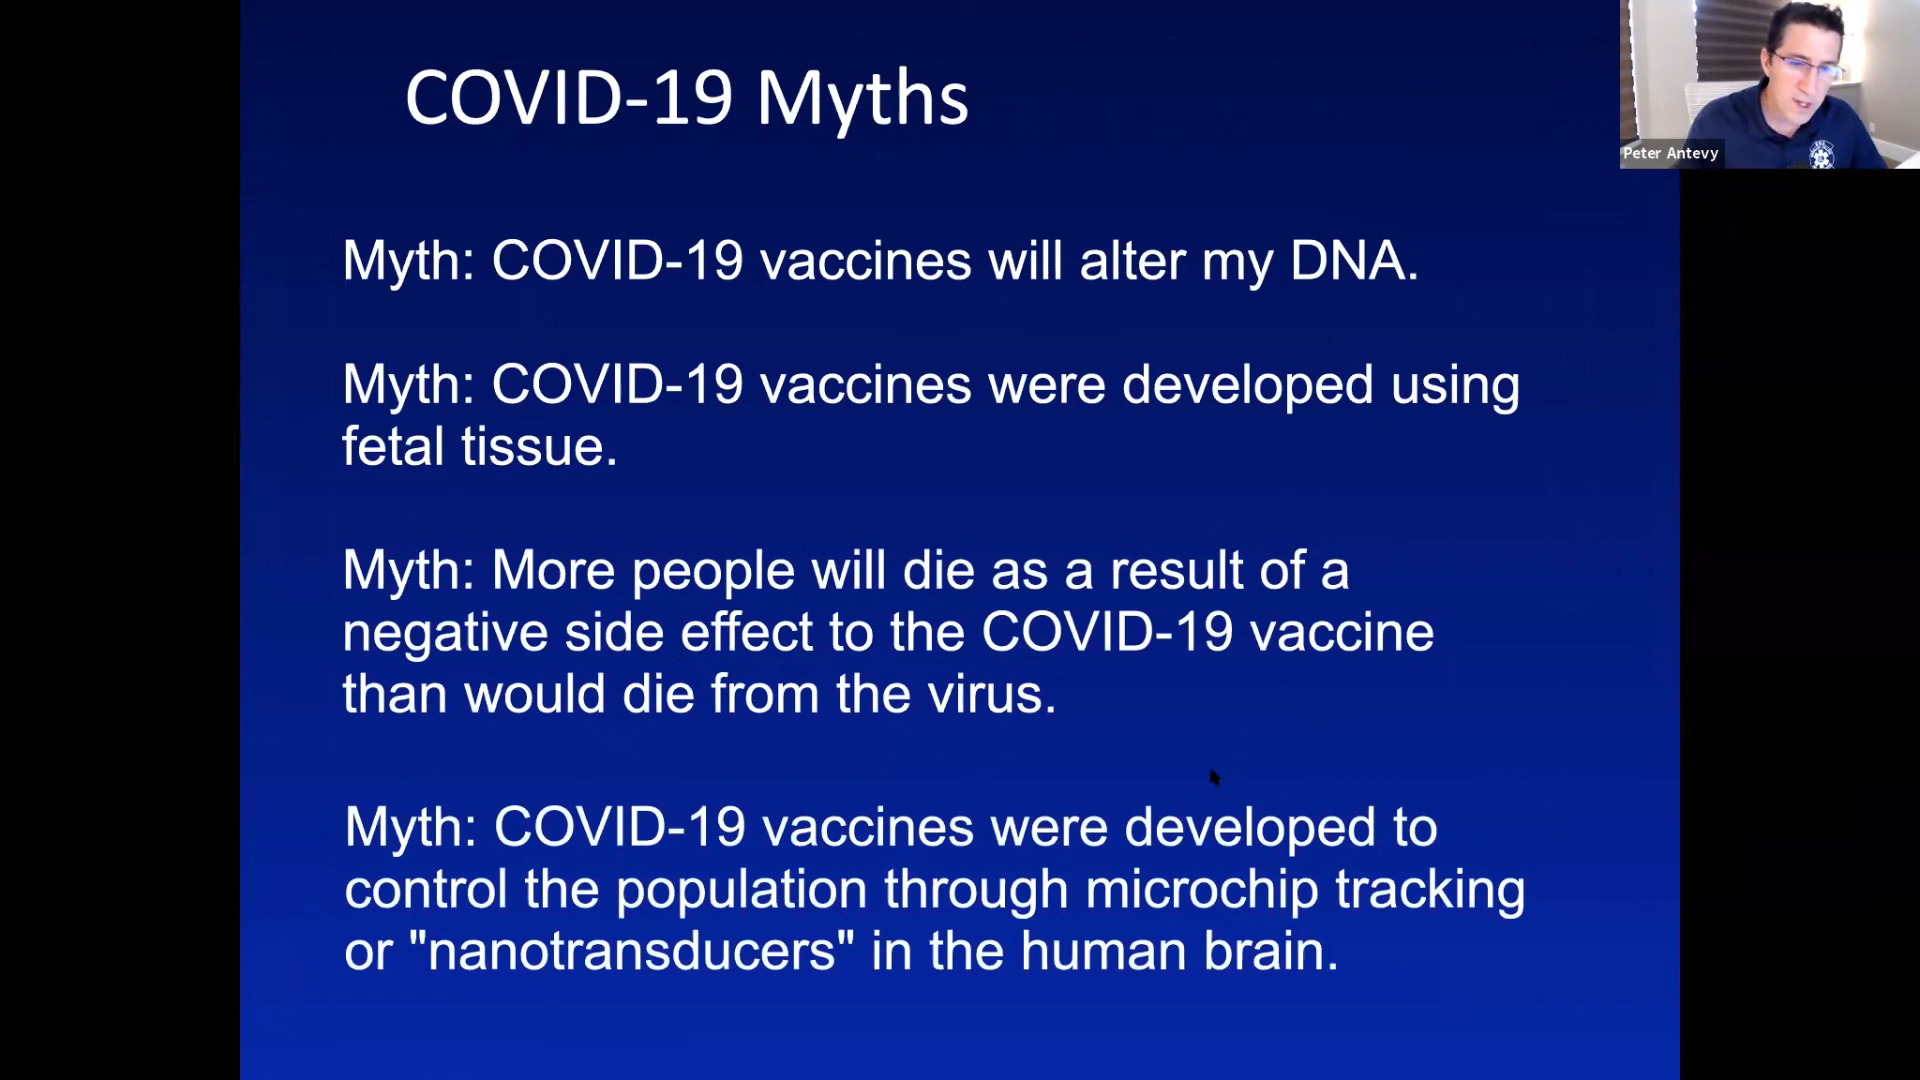 COVID-19 Myths
Peter Antevy
Myth: COVID-19 vaccines will alter my DNA.
Myth: COVID-19 vaccines were developed using
fetal tissue.
Myth: More people will die as a result of a
negative side effect to the COVID-19 vaccine
than would die from the virus.
Myth: COVID-19 vaccines were developed to
control the population through microchip tracking
or "nanotransducers" in the human brain.